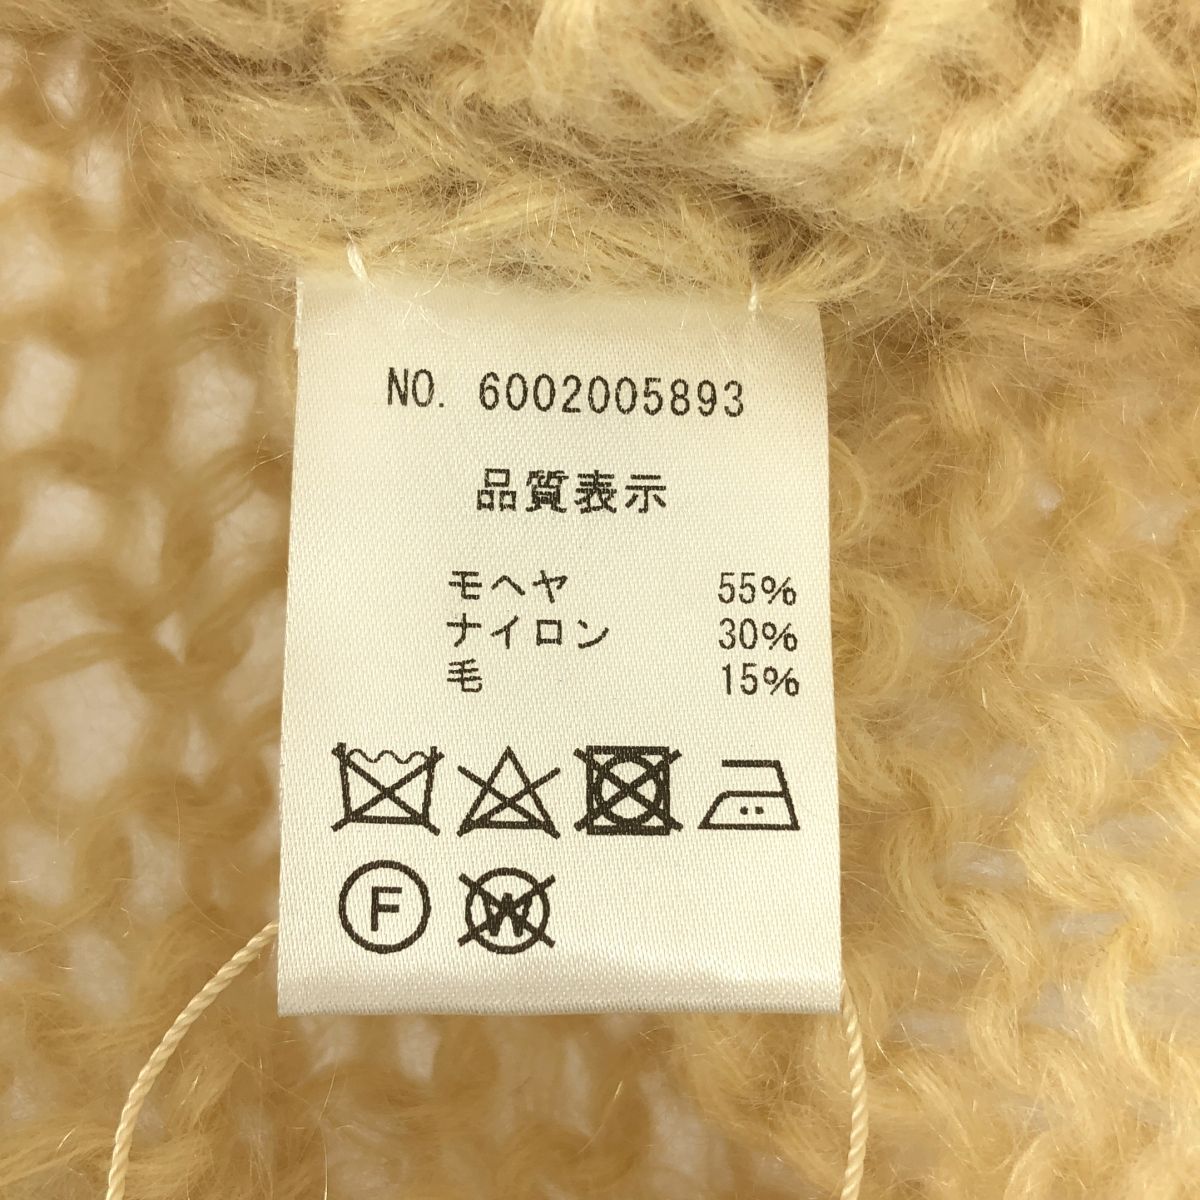 NO. 6002005893
品質表示
モヘヤ 55%
ナイロン 30%
毛 15%
F W